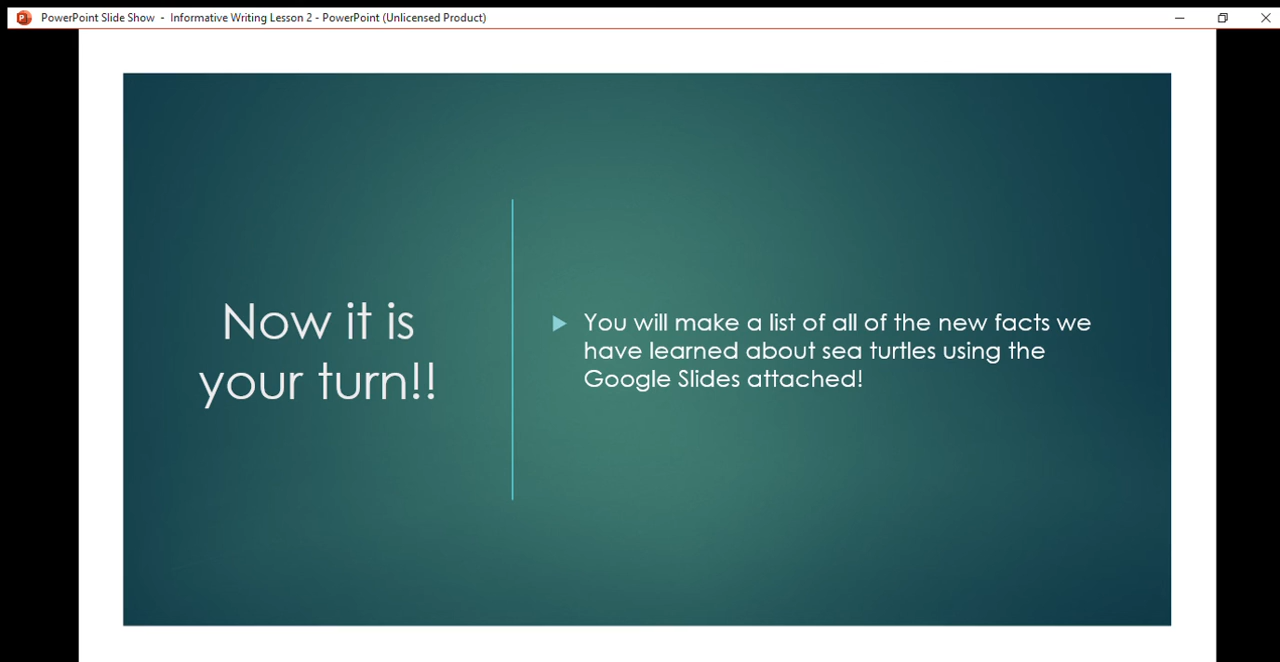 PowerPoint Slide Show - Informative Writing Lesson 2 - PowerPoint (Unlicensed Product)
Now it is
your turn!!
You will make a list of all of the new facts we
have learned about sea turtles using the
Google Slides attached!